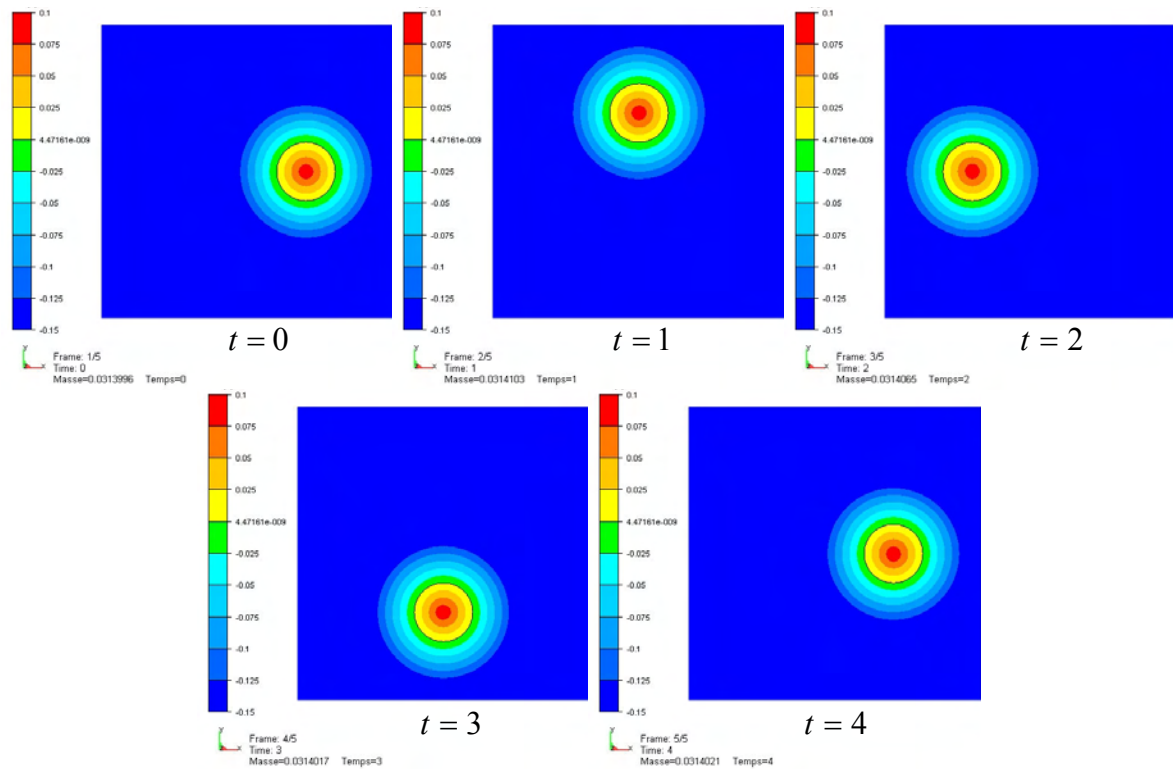 0.1
0.075
0.05
0.025
4.47161e-009
-0.025
-0.05
-0.075
-0.1
-0.125
-0.15
t = 0
y
x
Frame: 1/5
Time: 0
Masse=0.0313996 Temps=0
0.1
0.075
0.05
0.025
4.47161e-009
-0.025
-0.05
-0.075
-0.1
-0.125
-0.15
t = 1
y
x
Frame: 2/5
Time: 1
Masse=0.0314103 Temps=1
0.1
0.075
0.05
0.025
4.47161e-009
-0.025
-0.05
-0.075
-0.1
-0.125
-0.15
t = 2
y
x
Frame: 3/5
Time: 2
Masse=0.0314065 Temps=2
0.1
0.075
0.05
0.025
4.47161e-009
-0.025
-0.05
-0.075
-0.1
-0.125
-0.15
t = 3
y
x
Frame: 4/5
Time: 3
Masse=0.0314017 Temps=3
0.1
0.075
0.05
0.025
4.47161e-009
-0.025
-0.05
-0.075
-0.1
-0.125
-0.15
t = 4
y
x
Frame: 5/5
Time: 4
Masse=0.0314021 Temps=4